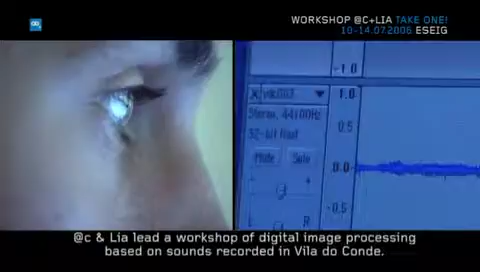 WORKSHOP @C+LIA TAKE ONE!
10-14.07.2006 ESEIG
-1.0
X vdc003
1.0
Stereo, 44100Hz
32-bit float
0.5
Mute Solo
0.0
- +
-0.5
L R
@c & Lia lead a workshop of digital image processing
based on sounds recorded in Vila do Conde.